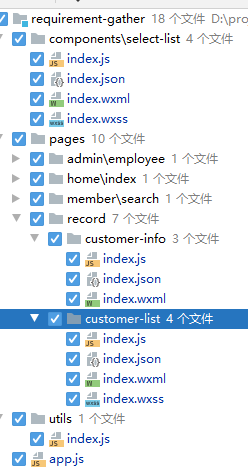 requirement-gather 18 个文件 D:\pro
components\select-list 4 个文件
index.js
index.json
index.wxml
index.wxss
pages 10 个文件
admin\employee 1 个文件
home\index 1 个文件
member\search 1 个文件
record 7 个文件
customer-info 3 个文件
index.js
index.json
index.wxml
customer-list 4 个文件
index.js
index.json
index.wxml
index.wxss
utils 1 个文件
index.js
app.js